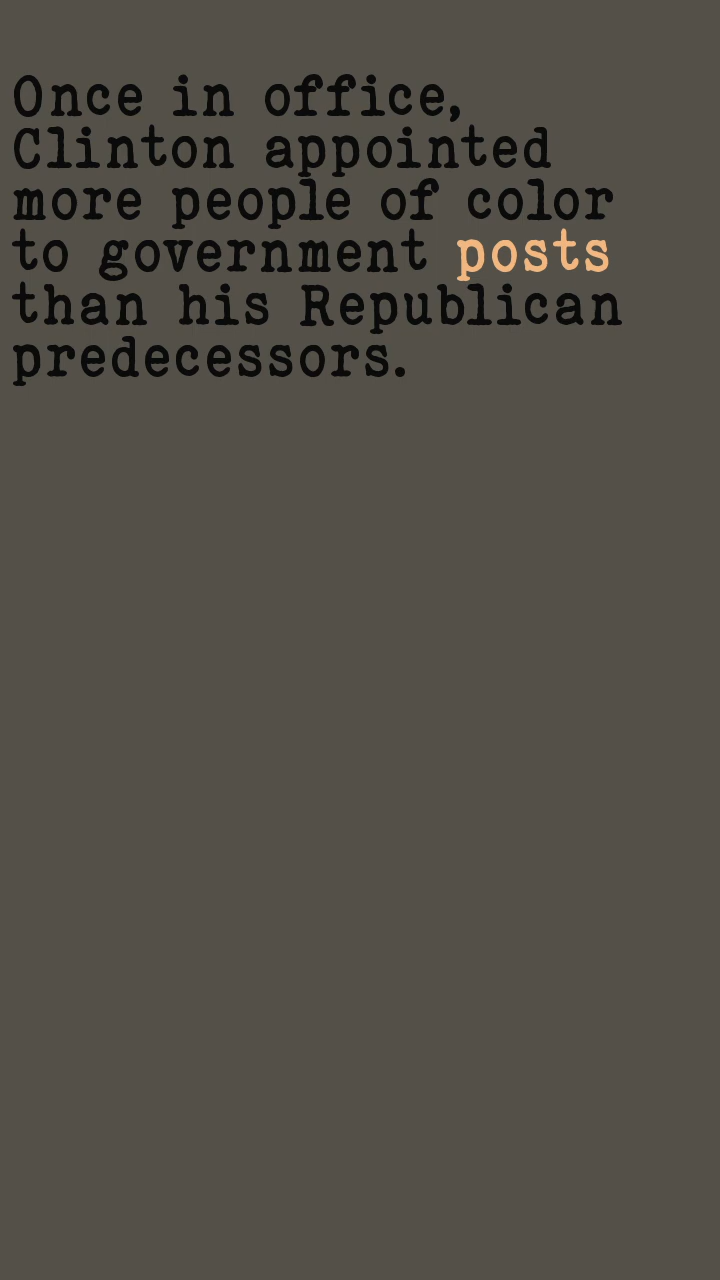 Once in office,
Clinton appointed
more people of color
to government posts
than his Republican
predecessors.